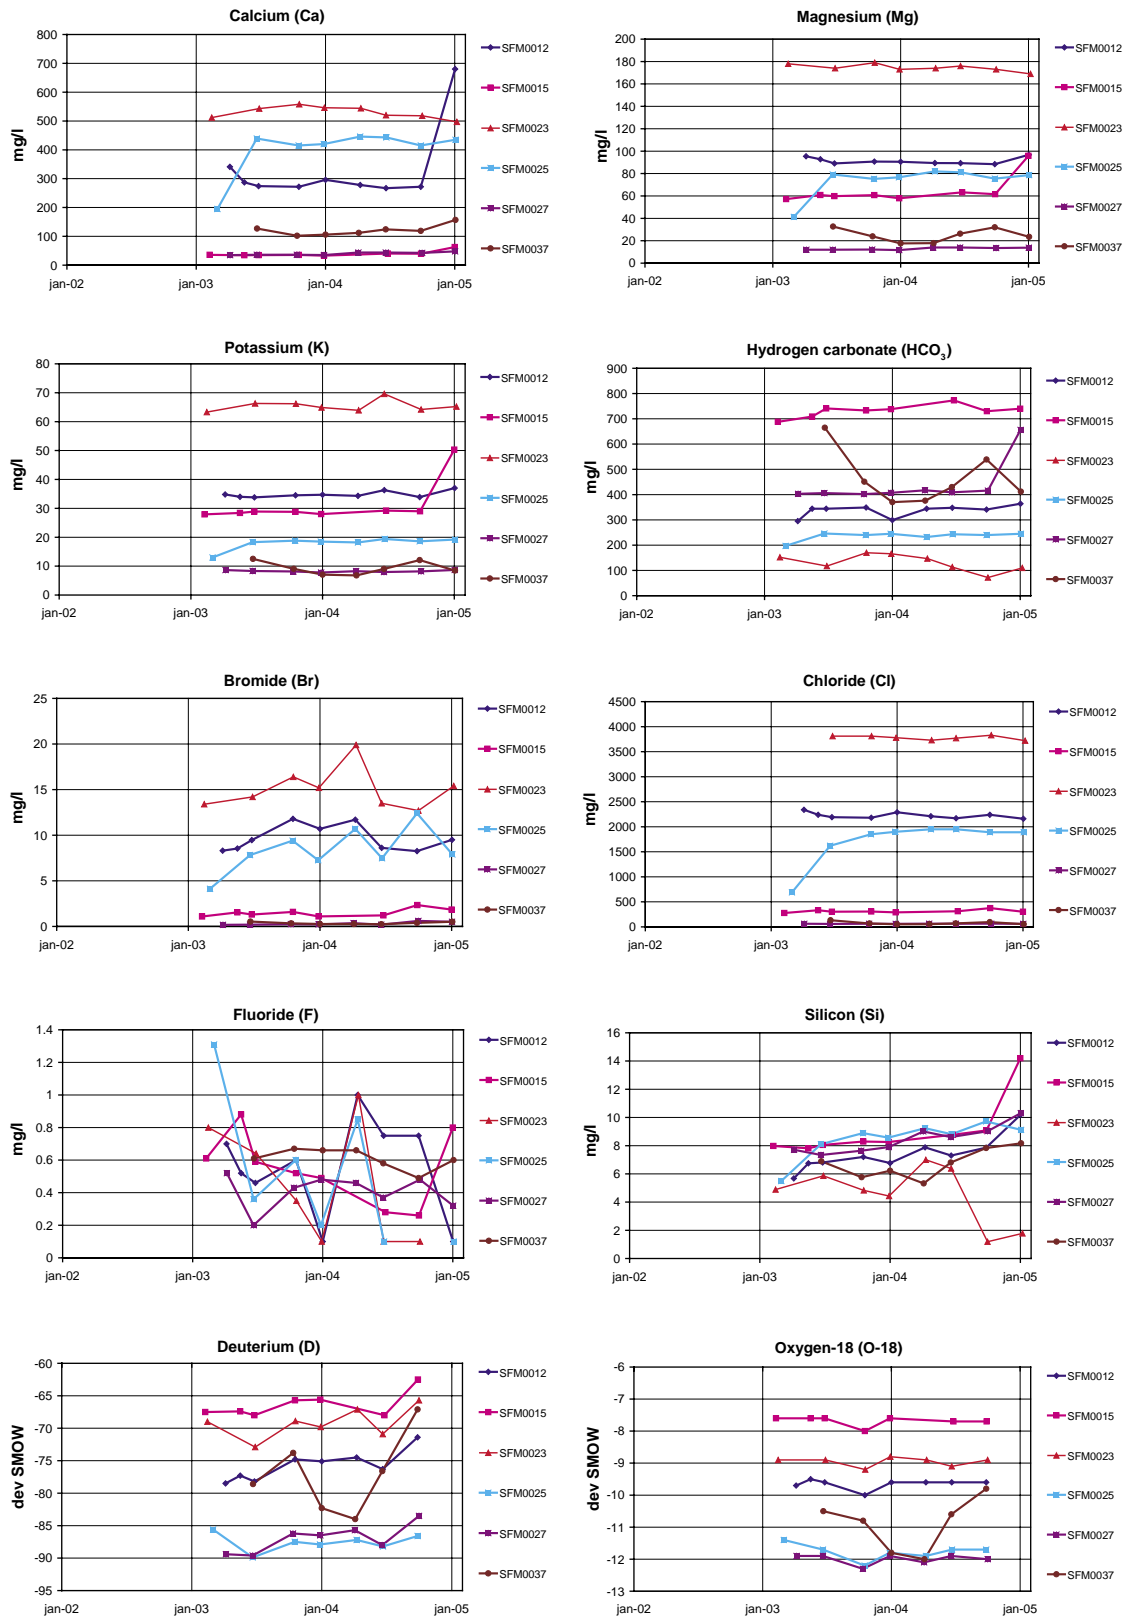 Calcium (Ca)
mg/l
800
700
600
500
400
300
200
100
0
jan-02 jan-03 jan-04 jan-05
SFM0012
SFM0015
SFM0023
SFM0025
SFM0027
SFM0037
Magnesium (Mg)
mg/l
200
180
160
140
120
100
80
60
40
20
0
jan-02 jan-03 jan-04 jan-05
SFM0012
SFM0015
SFM0023
SFM0025
SFM0027
SFM0037
Potassium (K)
mg/l
80
70
60
50
40
30
20
10
0
jan-02 jan-03 jan-04 jan-05
SFM0012
SFM0015
SFM0023
SFM0025
SFM0027
SFM0037
Hydrogen carbonate (HCO3)
mg/l
900
800
700
600
500
400
300
200
100
0
jan-02 jan-03 jan-04 jan-05
SFM0012
SFM0015
SFM0023
SFM0025
SFM0027
SFM0037
Bromide (Br)
mg/l
25
20
15
10
5
0
jan-02 jan-03 jan-04 jan-05
SFM0012
SFM0015
SFM0023
SFM0025
SFM0027
SFM0037
Chloride (Cl)
mg/l
4500
4000
3500
3000
2500
2000
1500
1000
500
0
jan-02 jan-03 jan-04 jan-05
SFM0012
SFM0015
SFM0023
SFM0025
SFM0027
SFM0037
Fluoride (F)
mg/l
1.4
1.2
1
0.8
0.6
0.4
0.2
0
jan-02 jan-03 jan-04 jan-05
SFM0012
SFM0015
SFM0023
SFM0025
SFM0027
SFM0037
Silicon (Si)
mg/l
16
14
12
10
8
6
4
2
0
jan-02 jan-03 jan-04 jan-05
SFM0012
SFM0015
SFM0023
SFM0025
SFM0027
SFM0037
Deuterium (D)
dev SMOW
-60
-65
-70
-75
-80
-85
-90
-95
jan-02 jan-03 jan-04 jan-05
SFM0012
SFM0015
SFM0023
SFM0025
SFM0027
SFM0037
Oxygen-18 (O-18)
dev SMOW
-6
-7
-8
-9
-10
-11
-12
-13
jan-02 jan-03 jan-04 jan-05
SFM0012
SFM0015
SFM0023
SFM0025
SFM0027
SFM0037